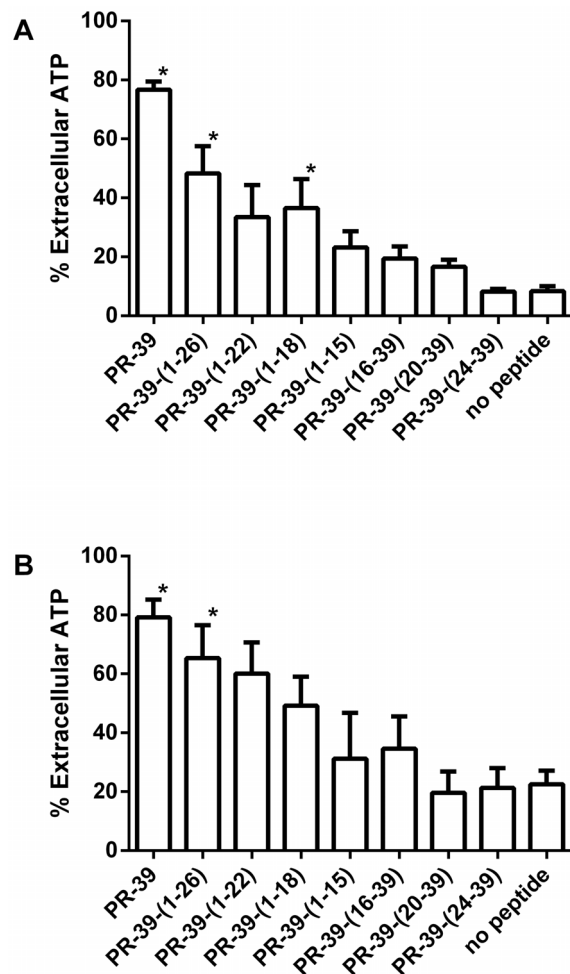 A
% Extracellular ATP
100
80
60
40
20
0
*
*
*
PR-39
PR-39-(1-26)
PR-39-(1-22)
PR-39-(1-18)
PR-39-(1-15)
PR-39-(16-39)
PR-39-(20-39)
PR-39-(24-39)
no peptide
B
% Extracellular ATP
100
80
60
40
20
0
*
*
PR-39
PR-39-(1-26)
PR-39-(1-22)
PR-39-(1-18)
PR-39-(1-15)
PR-39-(16-39)
PR-39-(20-39)
PR-39-(24-39)
no peptide